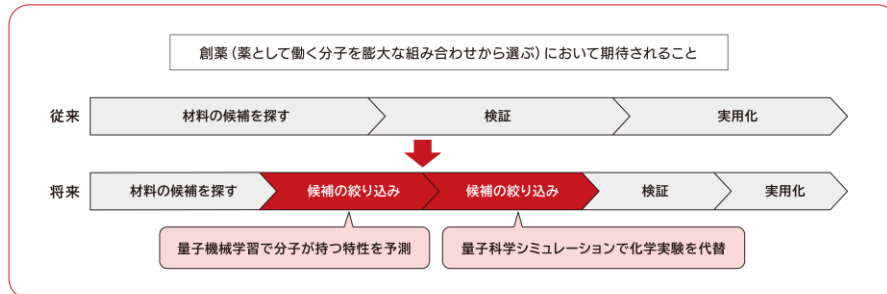 創薬（薬として働く分子を膨大な組み合わせから選ぶ）において期待されること
従来
材料の候補を探す
検証
実用化
将来
材料の候補を探す
候補の絞り込み
候補の絞り込み
検証
実用化
量子機械学習で分子が持つ特性を予測
量子科学シミュレーションで化学実験を代替